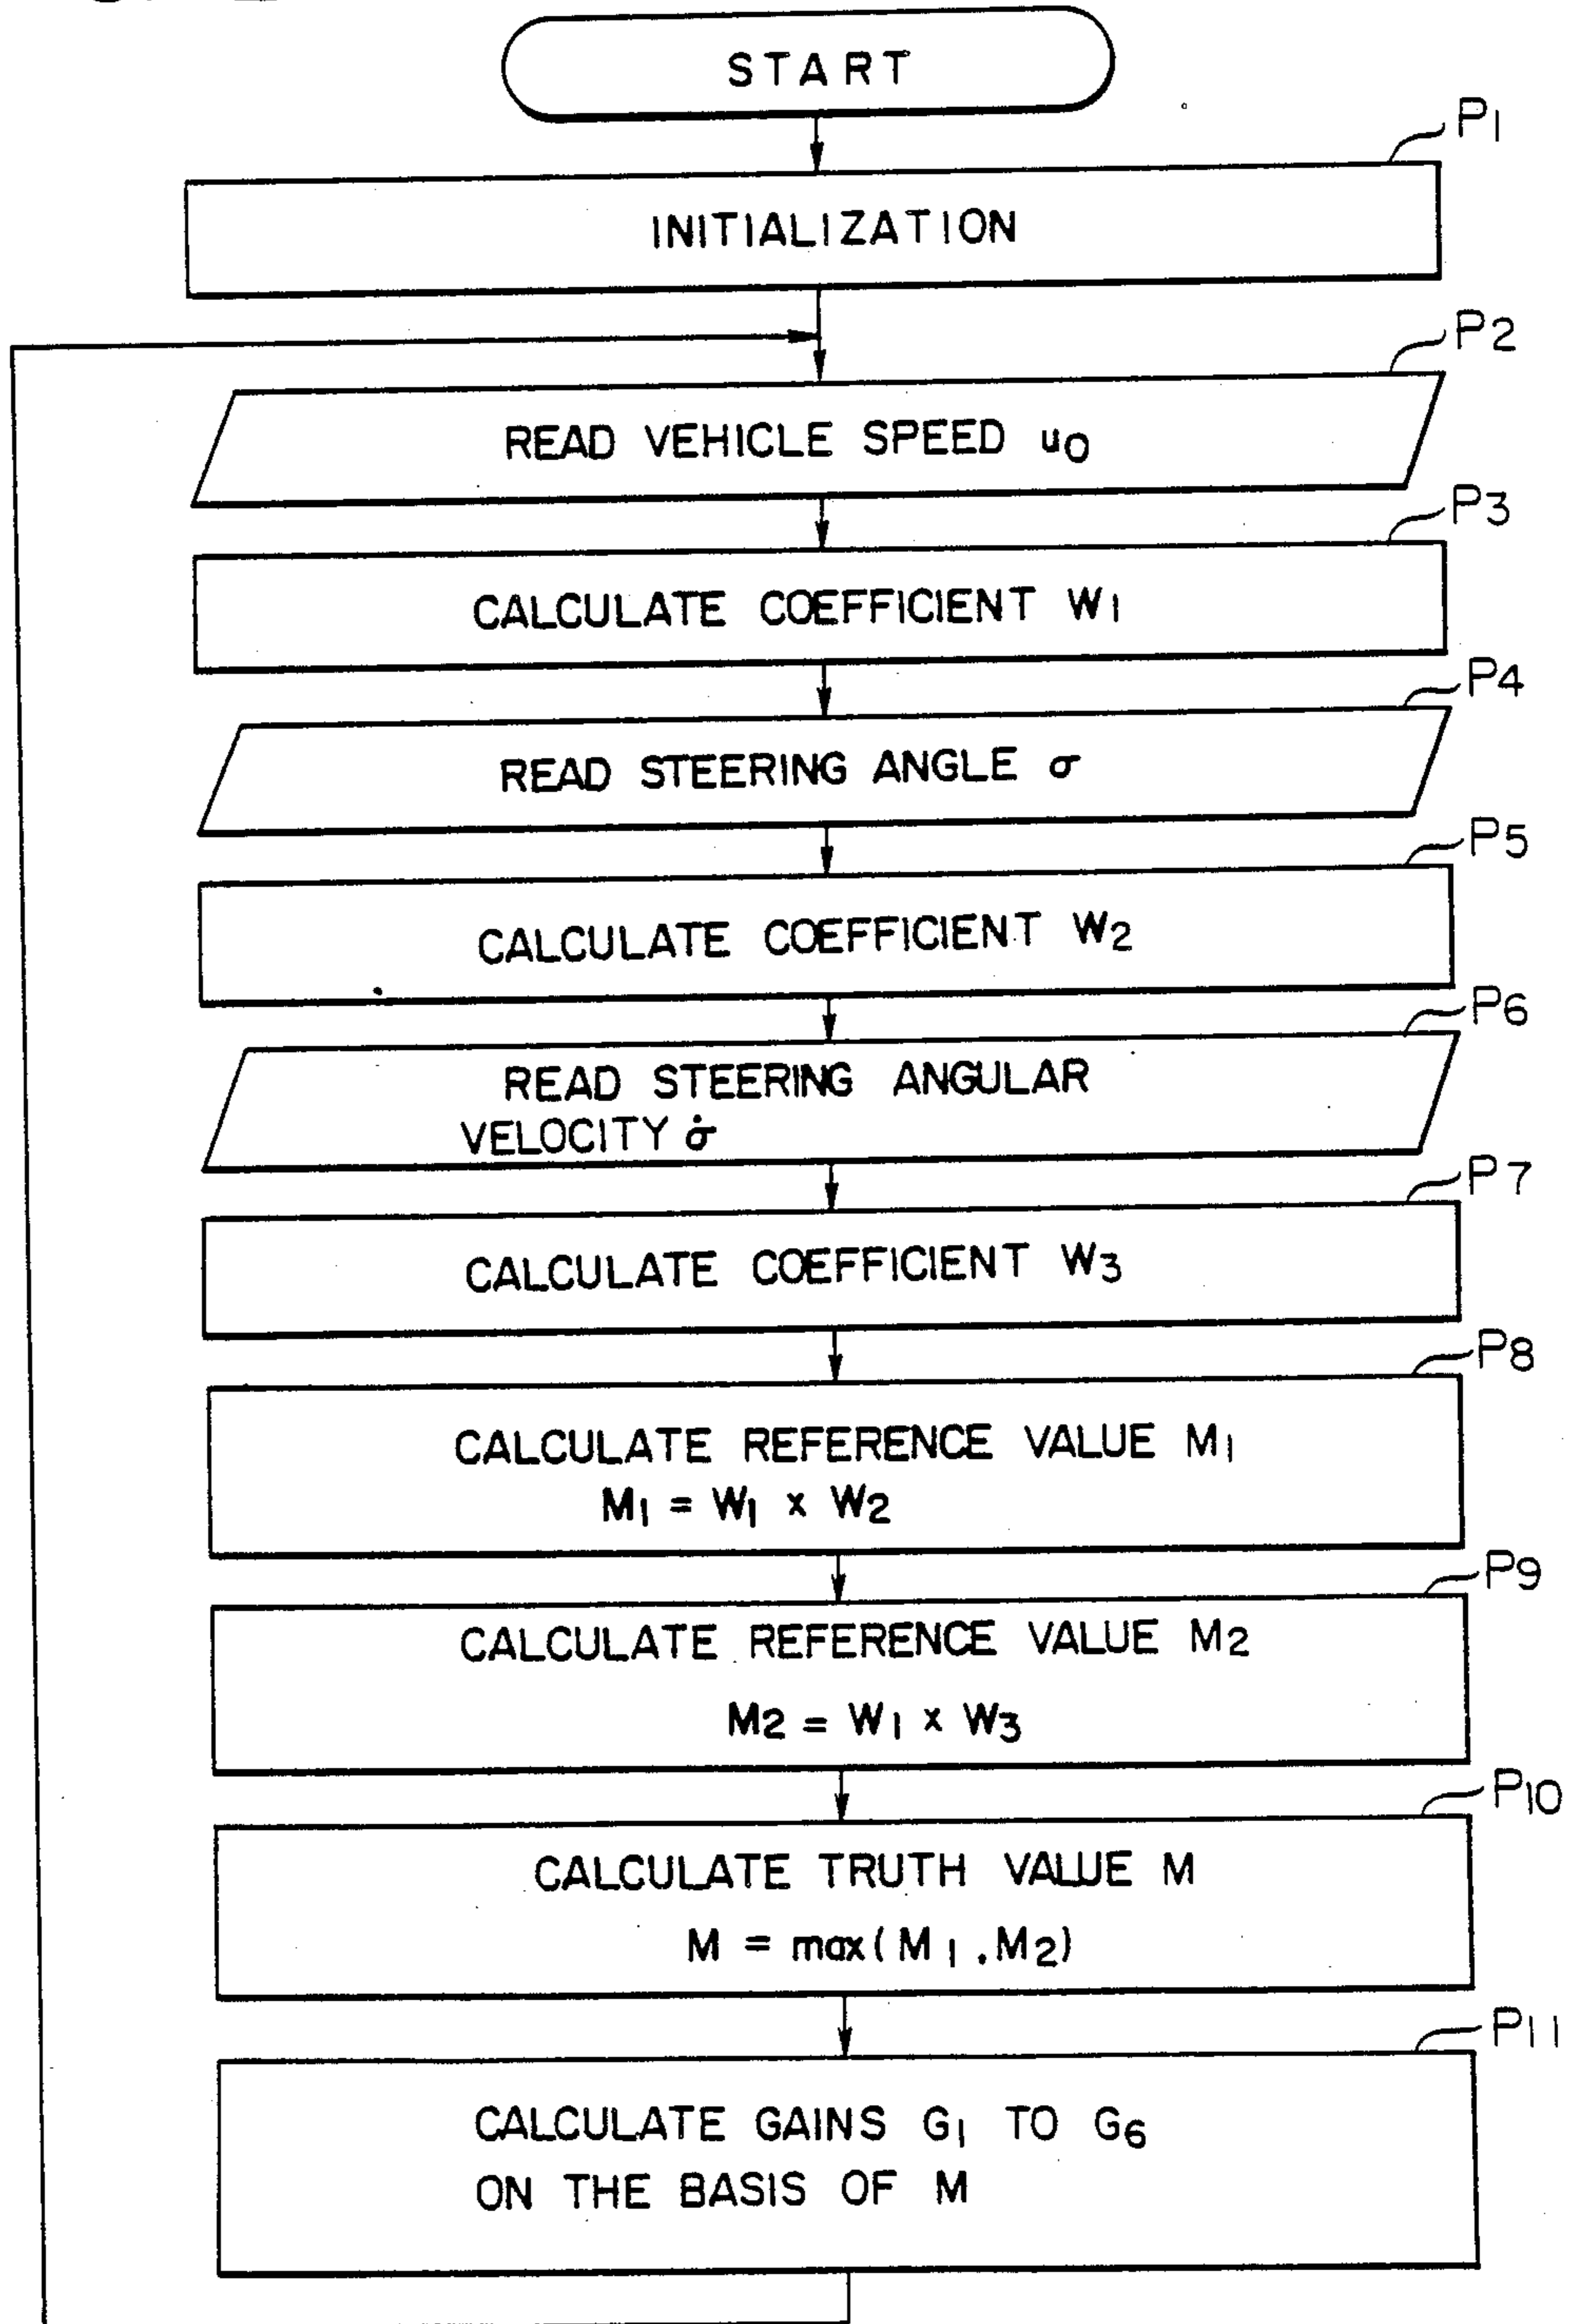 START
P1
INITIALIZATION
P2
READ VEHICLE SPEED u0
P3
CALCULATE COEFFICIENT W1
P4
READ STEERING ANGLE σ
P5
CALCULATE COEFFICIENT W2
P6
READ STEERING ANGULAR
VELOCITY σ̇
P7
CALCULATE COEFFICIENT W3
P8
CALCULATE REFERENCE VALUE M1
M1 = W1 x W2
P9
CALCULATE REFERENCE VALUE M2
M2 = W1 x W3
P10
CALCULATE TRUTH VALUE M
M = max(M1.M2)
P11
CALCULATE GAINS G1 TO G6
ON THE BASIS OF M